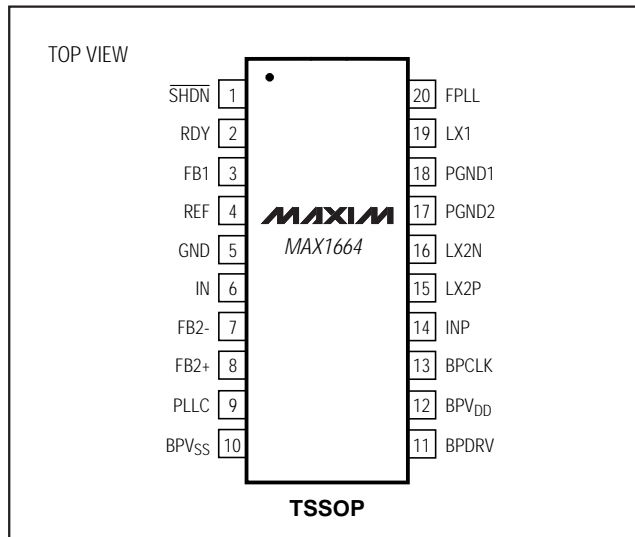 TOP VIEW
SHDN 1
RDY 2
FB1 3
REF 4
GND 5
IN 6
FB2- 7
FB2+ 8
PLLC 9
BPVSS 10
MAXIM
MAX1664
20 FPLL
19 LX1
18 PGND1
17 PGND2
16 LX2N
15 LX2P
14 INP
13 BPCLK
12 BPVDD
11 BPDRV
TSSOP